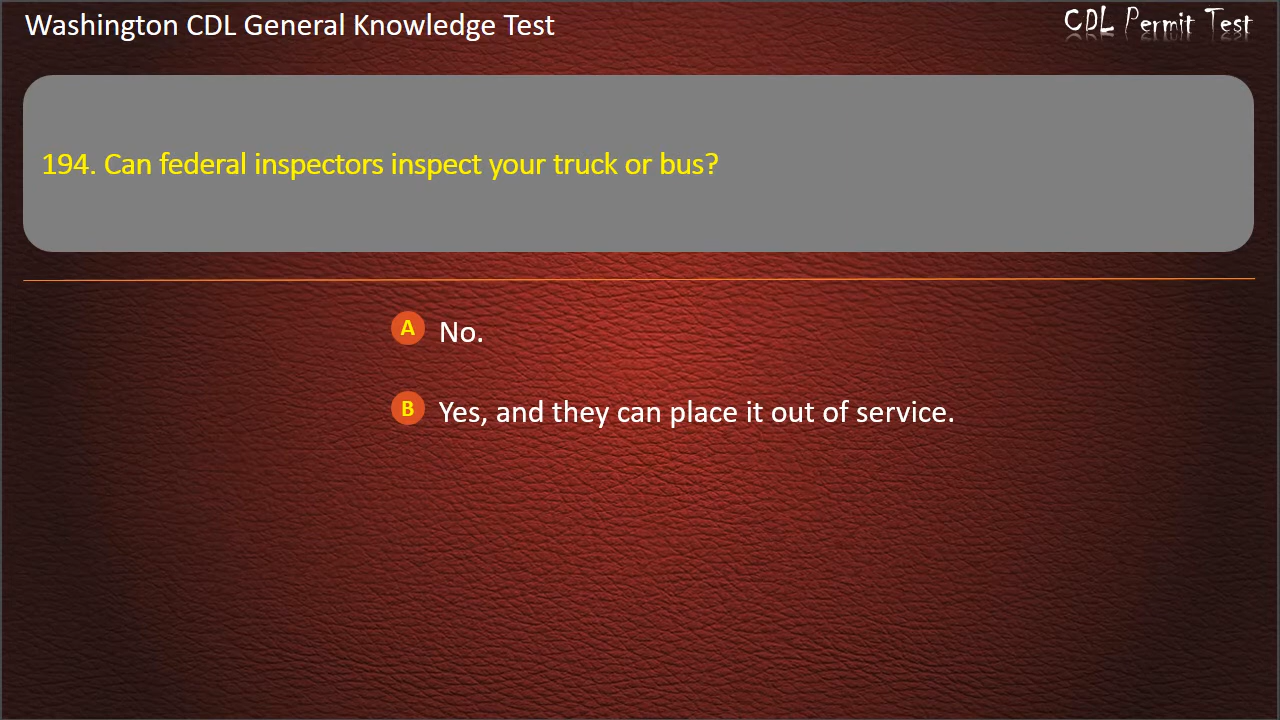 Washington CDL General Knowledge Test
CDL Permit Test
194. Can federal inspectors inspect your truck or bus?
A No.
B Yes, and they can place it out of service.